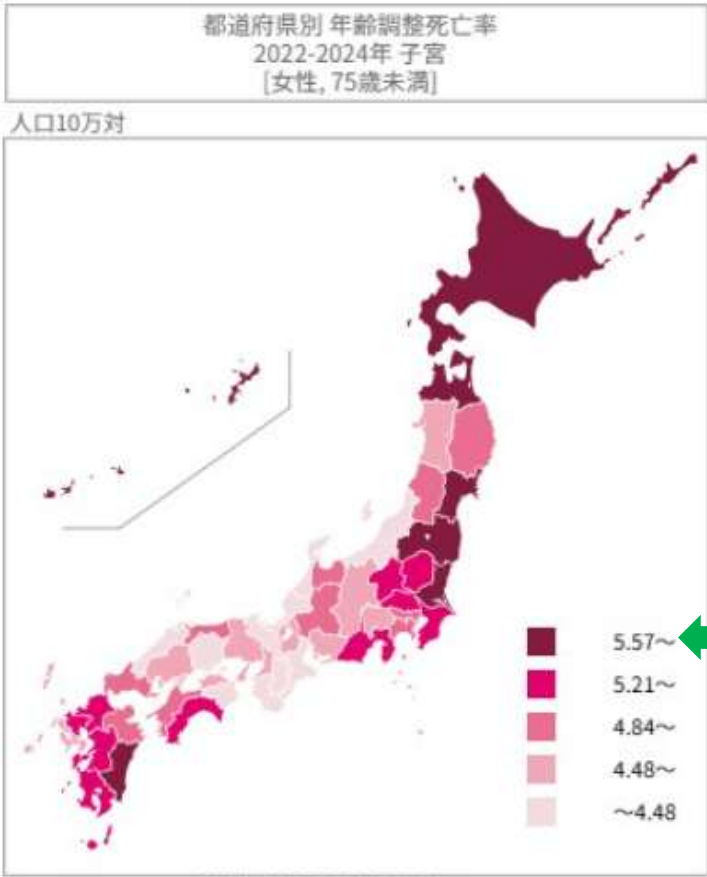 都道府県別 年齢調整死亡率
2022-2024年 子宮
[女性, 75歳未満]
人口10万対
5.57～
5.21～
4.84～
4.48～
～4.48